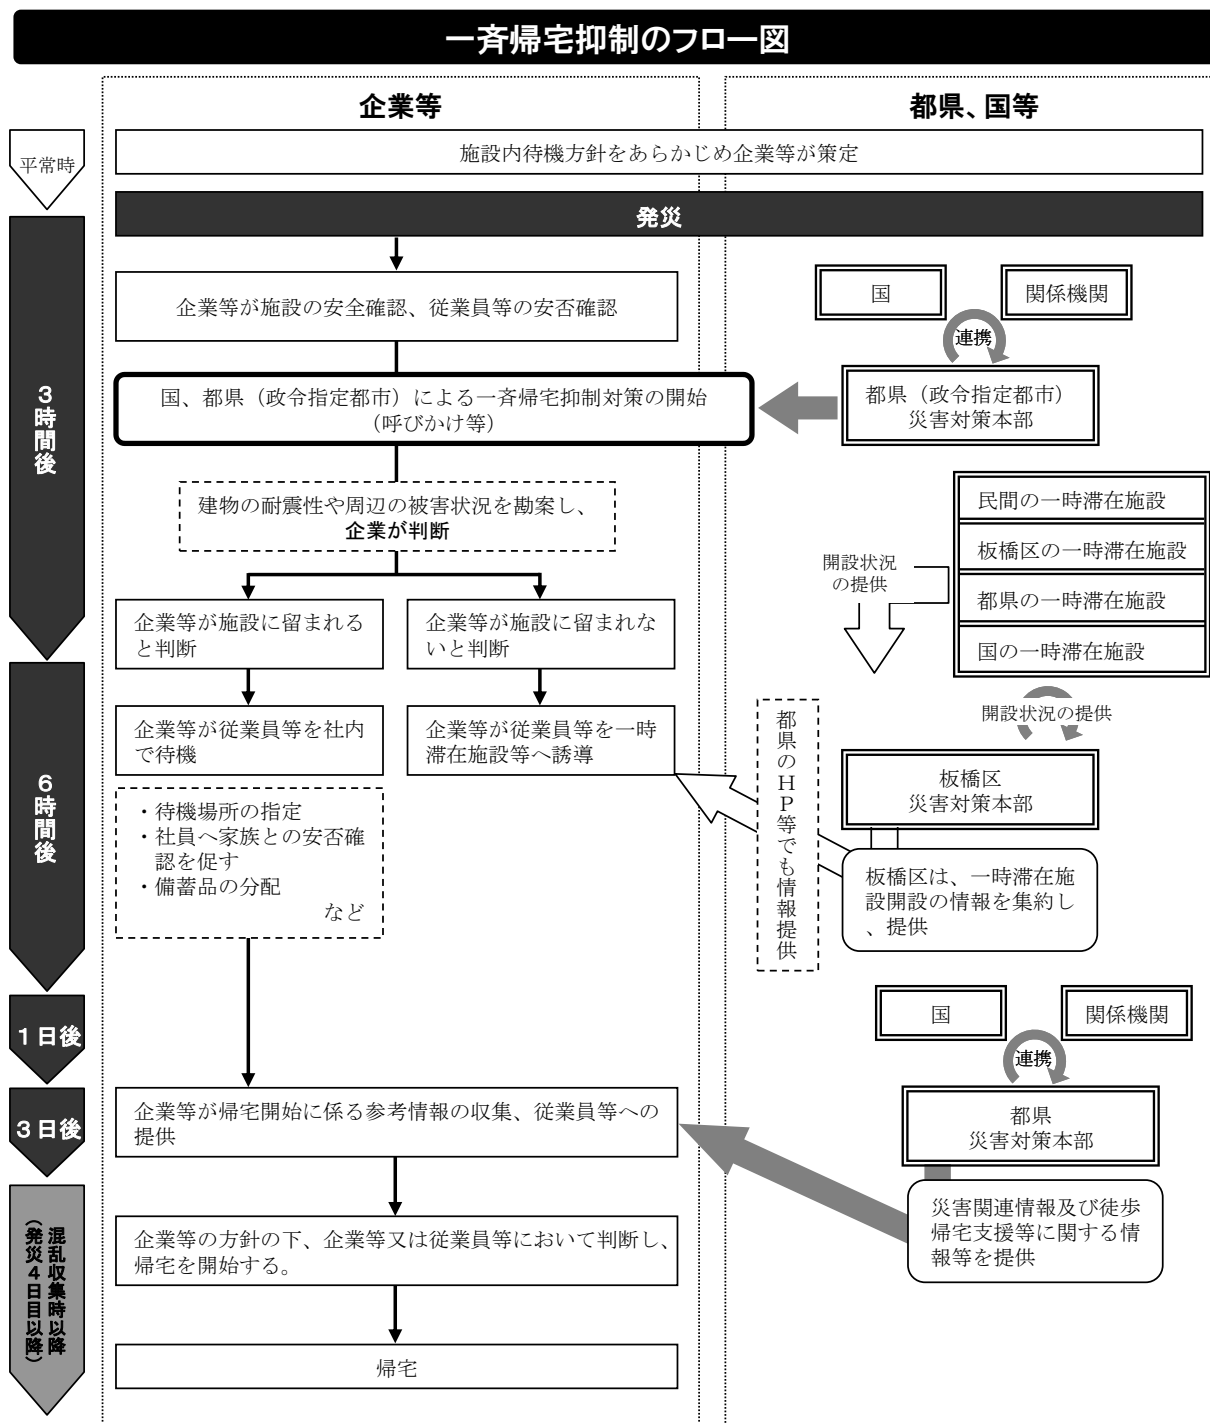 一斉帰宅抑制のフロー図
企業等
都県、国等
平常時
施設内待機方針をあらかじめ企業等が策定
発災
3時間後
企業等が施設の安全確認、従業員等の安否確認
国
関係機関
連携
国、都県（政令指定都市）による一斉帰宅抑制対策の開始
（呼びかけ等）
都県（政令指定都市）
災害対策本部
建物の耐震性や周辺の被害状況を勘案し、
企業が判断
民間の一時滞在施設
板橋区の一時滞在施設
都県の一時滞在施設
国の一時滞在施設
開設状況
の提供
企業等が施設に留まれる
と判断
企業等が施設に留まれな
いと判断
6時間後
企業等が従業員等を社内
で待機
企業等が従業員等を一時
滞在施設等へ誘導
開設状況の提供
都県のHP等でも情報提供
板橋区
災害対策本部
・待機場所の指定
・社員へ家族との安否確
認を促す
・備蓄品の分配
など
板橋区は、一時滞在施
設開設の情報を集約し
、提供
1日後
国
関係機関
連携
3日後
企業等が帰宅開始に係る参考情報の収集、従業員等への
提供
都県
災害対策本部
混乱収集時以降
（発災4日目以降）
企業等の方針の下、企業等又は従業員等において判断し、
帰宅を開始する。
災害関連情報及び徒歩
帰宅支援等に関する情
報等を提供
帰宅